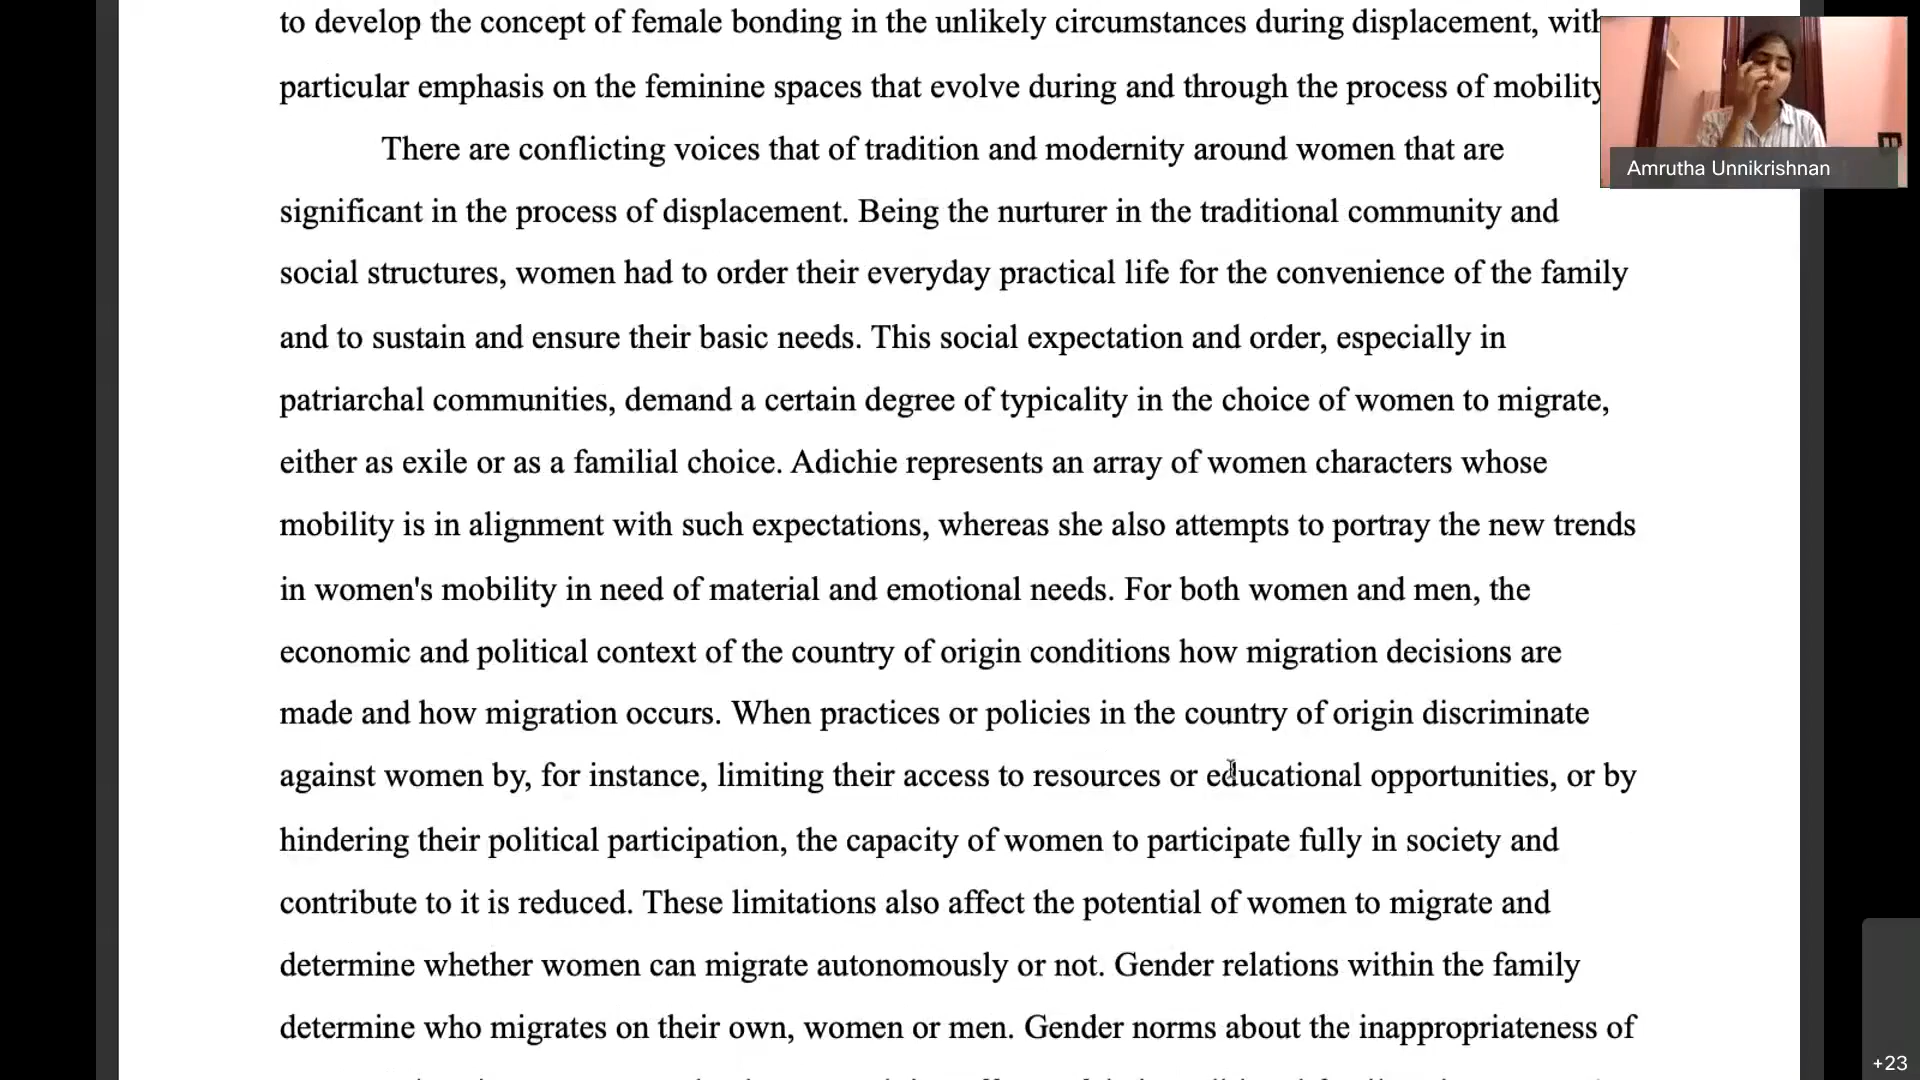 to develop the concept of female bonding in the unlikely circumstances during displacement, with
particular emphasis on the feminine spaces that evolve during and through the process of mobility
There are conflicting voices that of tradition and modernity around women that are
significant in the process of displacement. Being the nurturer in the traditional community and
social structures, women had to order their everyday practical life for the convenience of the family
and to sustain and ensure their basic needs. This social expectation and order, especially in
patriarchal communities, demand a certain degree of typicality in the choice of women to migrate,
either as exile or as a familial choice. Adichie represents an array of women characters whose
mobility is in alignment with such expectations, whereas she also attempts to portray the new trends
in women's mobility in need of material and emotional needs. For both women and men, the
economic and political context of the country of origin conditions how migration decisions are
made and how migration occurs. When practices or policies in the country of origin discriminate
against women by, for instance, limiting their access to resources or educational opportunities, or by
hindering their political participation, the capacity of women to participate fully in society and
contribute to it is reduced. These limitations also affect the potential of women to migrate and
determine whether women can migrate autonomously or not. Gender relations within the family
determine who migrates on their own, women or men. Gender norms about the inappropriateness of
Amrutha Unnikrishnan
+23